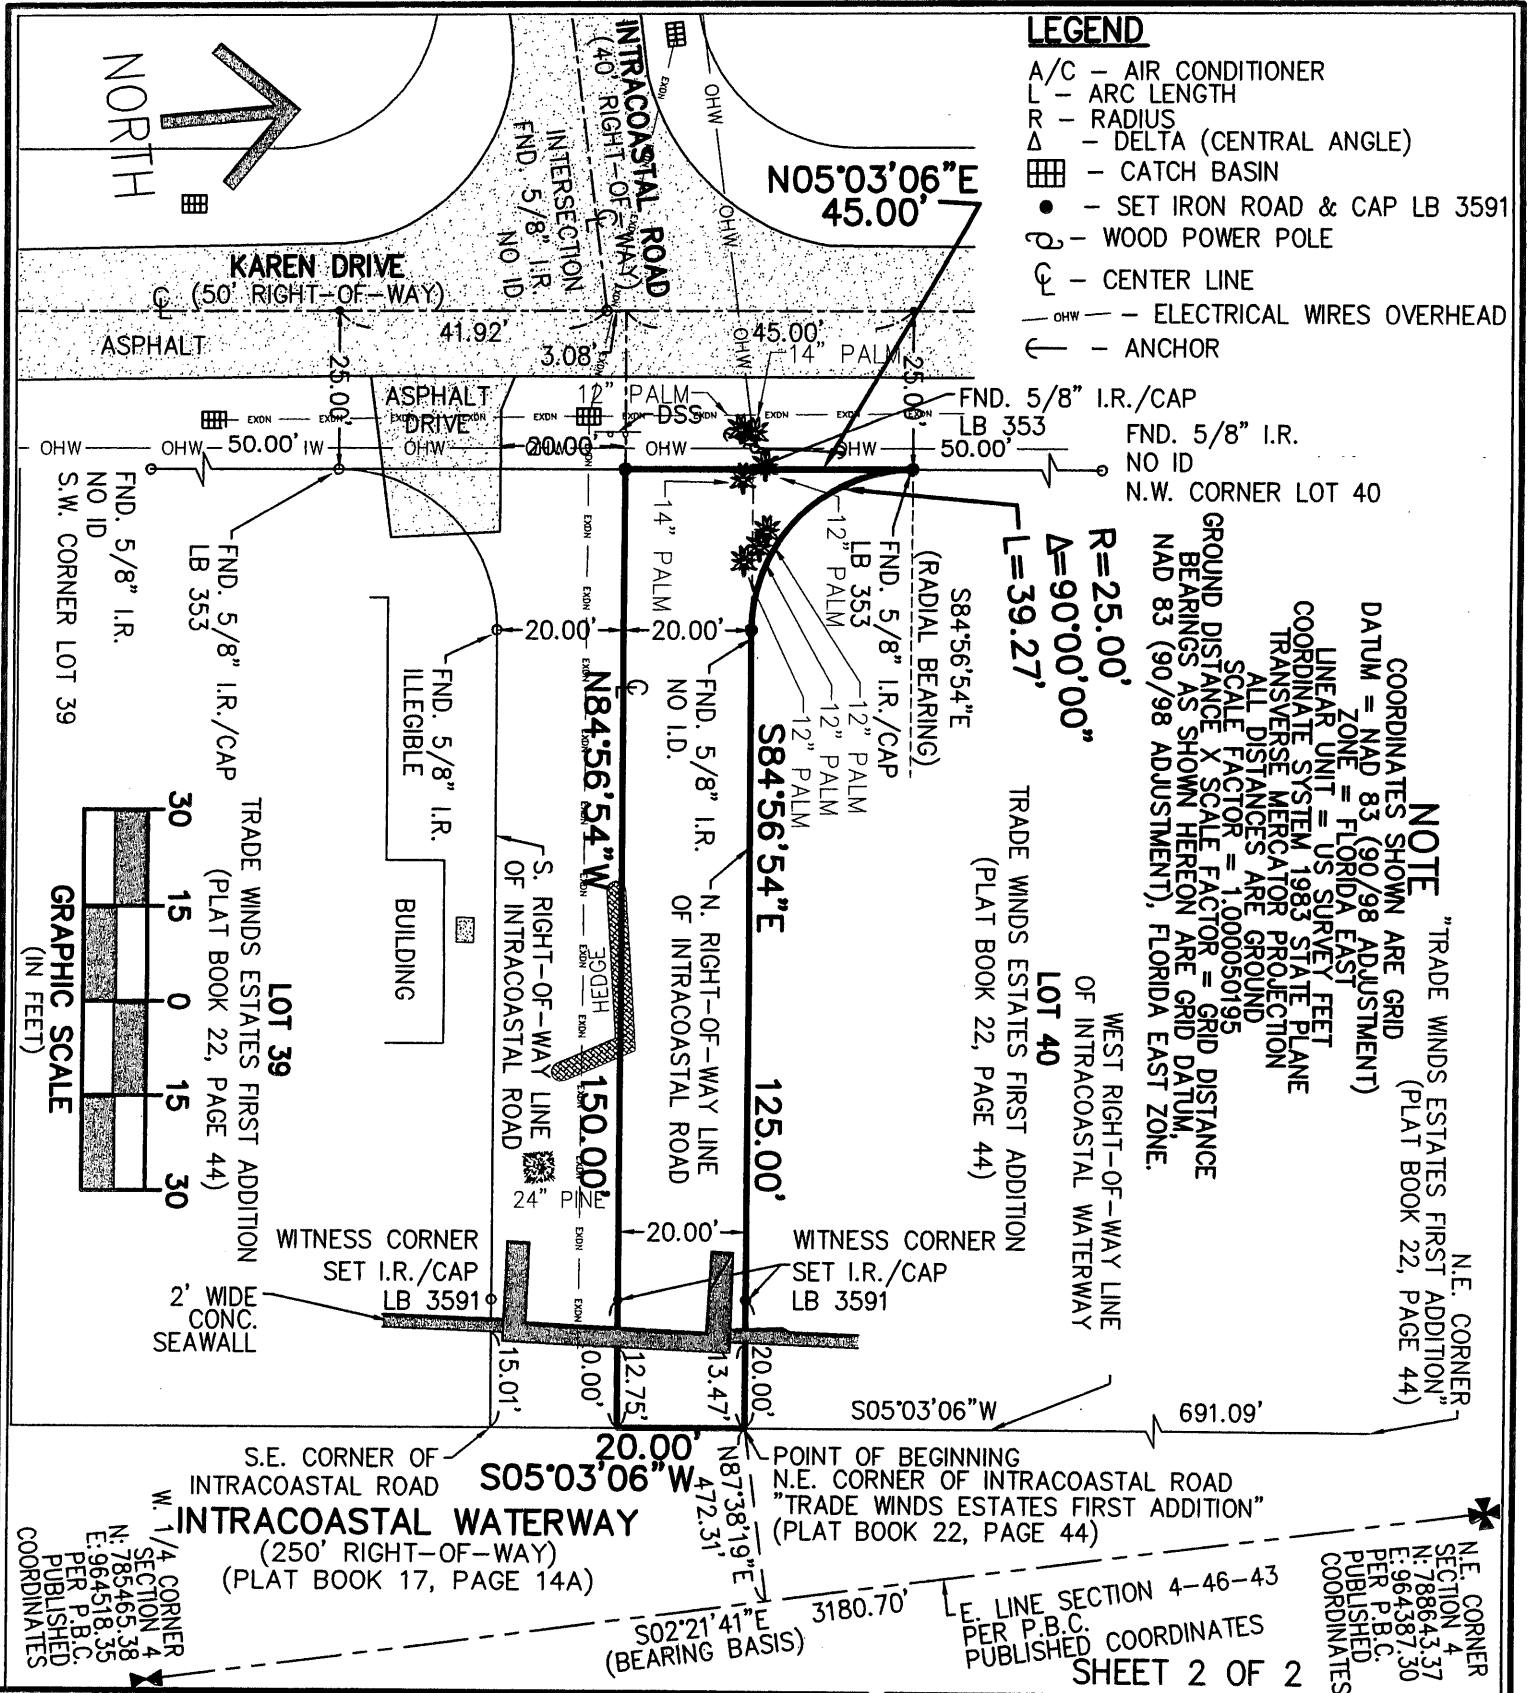 LEGEND
A/C – AIR CONDITIONER
L – ARC LENGTH
R – RADIUS
Δ – DELTA (CENTRAL ANGLE)
– CATCH BASIN
– SET IRON ROAD & CAP LB 3591
– WOOD POWER POLE
℄ – CENTER LINE
OHW – ELECTRICAL WIRES OVERHEAD
– ANCHOR
NORTH
INTRACOASTAL ROAD
(40' RIGHT-OF-WAY)
℄
INTERSECTION
FND. 5/8" I.R
NO ID
EXDN
OHW
OHW
OHW
N05°03'06"E
45.00'
KAREN DRIVE
℄ (50' RIGHT-OF-WAY)
ASPHALT
41.92'
3.08'
45.00'
25.00'
25.00'
14" PALM
12" PALM
DSS
ASPHALT
DRIVE
EXDN EXDN EXDN EXDN EXDN EXDN EXDN
FND. 5/8" I.R./CAP
LB 353
FND. 5/8" I.R.
NO ID
N.W. CORNER LOT 40
OHW OHW 50.00' OHW 20.00' OHW 50.00'
FND. 5/8" I.R.
NO ID
S.W. CORNER LOT 39
FND. 5/8" I.R./CAP
LB 353
14" PALM
12" PALM
FND. 5/8" I.R./CAP
LB 353
S84°56'54"E
(RADIAL BEARING)
R=25.00'
Δ=90°00'00"
L=39.27'
20.00' 20.00'
FND. 5/8" I.R.
ILLEGIBLE
FND. 5/8" I.R.
NO I.D.
12" PALM
12" PALM
12" PALM
℄
N84°56'54"W
150.00'
S84°56'54"E
125.00'
NOTE
COORDINATES SHOWN ARE GRID
DATUM = NAD 83 (90/98 ADJUSTMENT)
ZONE = FLORIDA EAST
LINEAR UNIT = US SURVEY FEET
COORDINATE SYSTEM 1983 STATE PLANE
TRANSVERSE MERCATOR PROJECTION
ALL DISTANCES ARE GROUND
SCALE FACTOR = 1.000050195
GROUND DISTANCE X SCALE FACTOR = GRID DISTANCE
BEARINGS AS SHOWN HEREON ARE GRID DATUM,
NAD 83 (90/98 ADJUSTMENT), FLORIDA EAST ZONE.
N.E. CORNER
"TRADE WINDS ESTATES FIRST ADDITION"
(PLAT BOOK 22, PAGE 44)
WEST RIGHT-OF-WAY LINE
OF INTRACOASTAL WATERWAY
LOT 40
TRADE WINDS ESTATES FIRST ADDITION
(PLAT BOOK 22, PAGE 44)
N. RIGHT-OF-WAY LINE
OF INTRACOASTAL ROAD
S. RIGHT-OF-WAY LINE
OF INTRACOASTAL ROAD
HEDGE
BUILDING
LOT 39
TRADE WINDS ESTATES FIRST ADDITION
(PLAT BOOK 22, PAGE 44)
30 15 0 15 30
GRAPHIC SCALE
(IN FEET)
24" PINE
20.00'
WITNESS CORNER
SET I.R./CAP
LB 3591
WITNESS CORNER
SET I.R./CAP
LB 3591
2' WIDE
CONC.
SEAWALL
15.01'
0.00'
12.75'
13.47'
20.00'
S05°03'06"W 691.09'
S.E. CORNER OF
INTRACOASTAL ROAD
20.00'
S05°03'06"W
POINT OF BEGINNING
N.E. CORNER OF INTRACOASTAL ROAD
"TRADE WINDS ESTATES FIRST ADDITION"
(PLAT BOOK 22, PAGE 44)
N87°38'19"E
472.31'
INTRACOASTAL WATERWAY
(250' RIGHT-OF-WAY)
(PLAT BOOK 17, PAGE 14A)
W. 1/4 CORNER
SECTION 4
N: 785465.38
E: 964518.35
PER P.B.C.
PUBLISHED
COORDINATES
S02°21'41"E 3180.70'
(BEARING BASIS)
E. LINE SECTION 4-46-43
PER P.B.C.
PUBLISHED COORDINATES
N.E. CORNER
SECTION 4
N: 788643.37
E: 964387.30
PER P.B.C.
PUBLISHED
COORDINATES
SHEET 2 OF 2